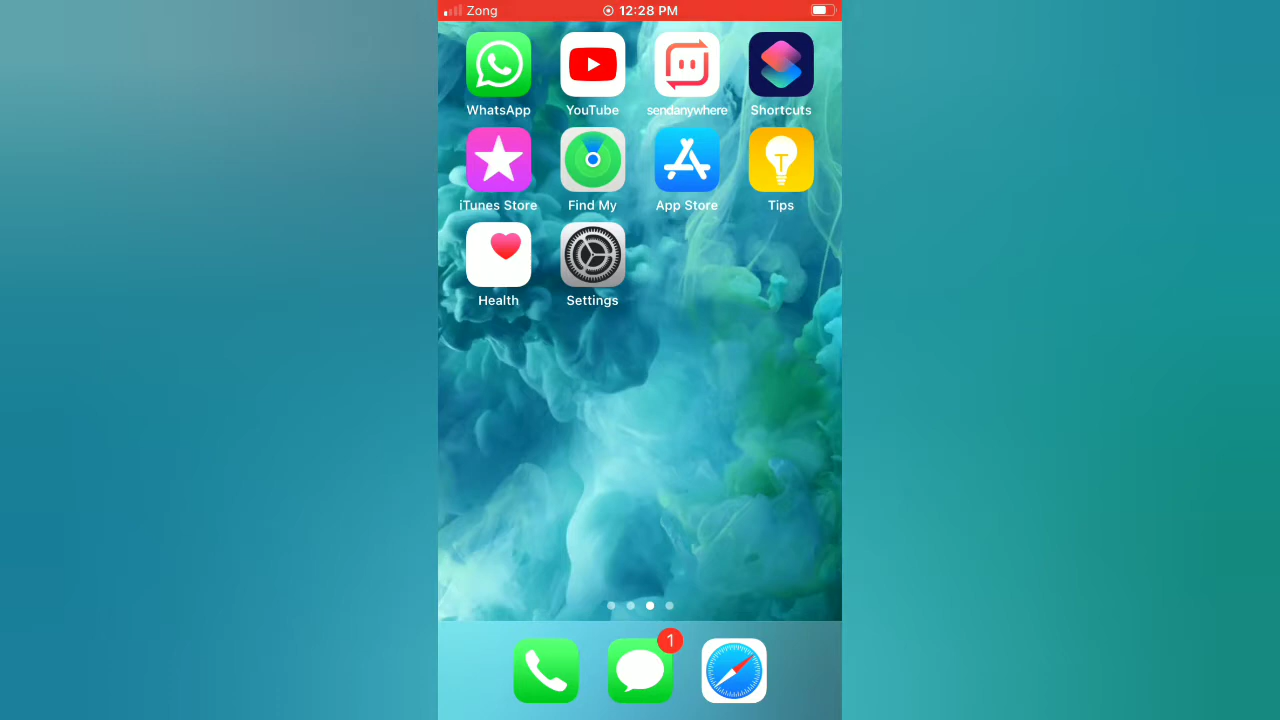 Zong 12:28 PM
WhatsApp YouTube sendanywhere Shortcuts
iTunes Store Find My App Store Tips
Health Settings
1